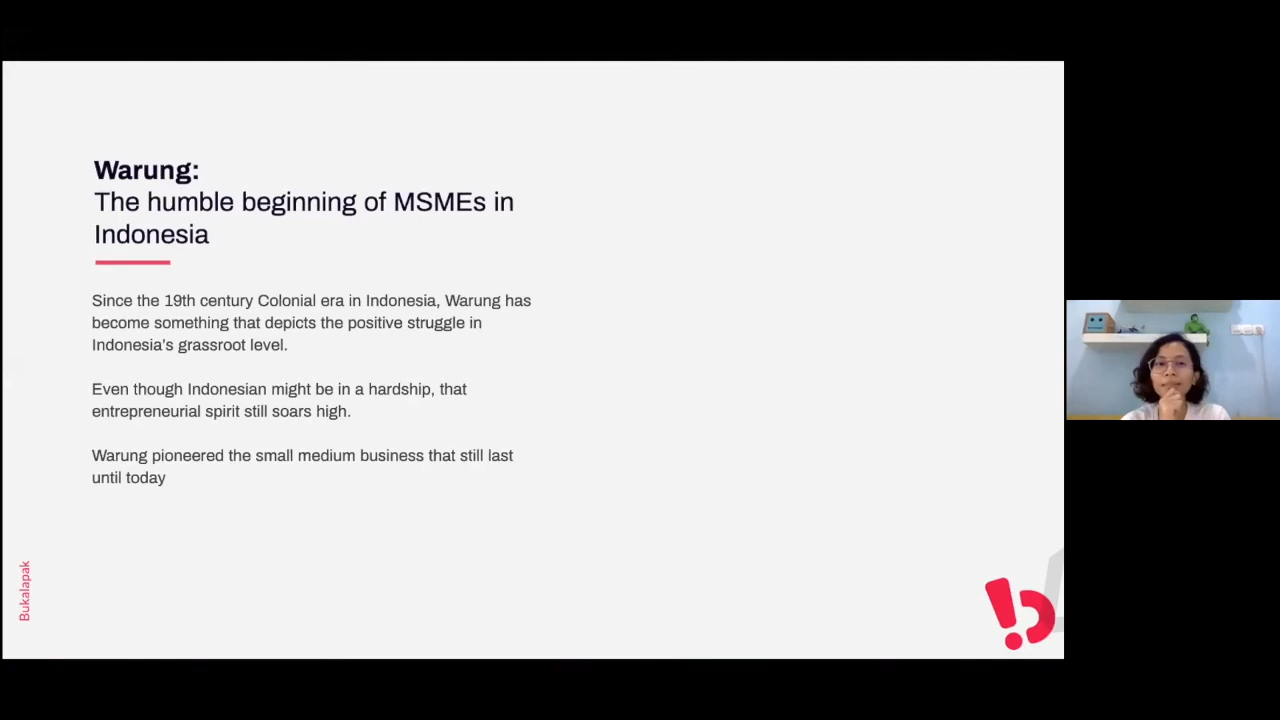 Warung:
The humble beginning of MSMEs in
Indonesia
Since the 19th century Colonial era in Indonesia, Warung has
become something that depicts the positive struggle in
Indonesia's grassroot level.
Even though Indonesian might be in a hardship, that
entrepreneurial spirit still soars high.
Warung pioneered the small medium business that still last
until today
Bukalapak